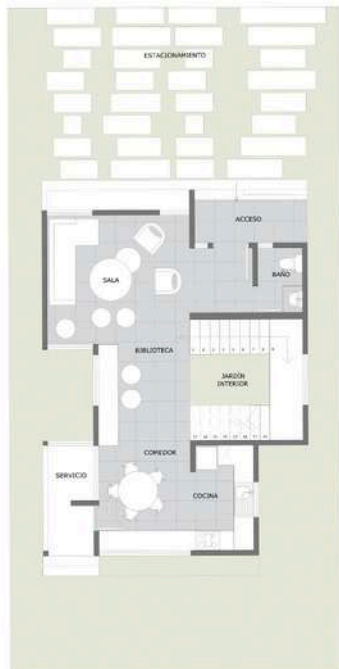 ESTACIONAMIENTO
ACCESO
BAÑO
SALA
BIBLIOTECA
JARDÍN
INTERIOR
COMEDOR
SERVICIO
COCINA